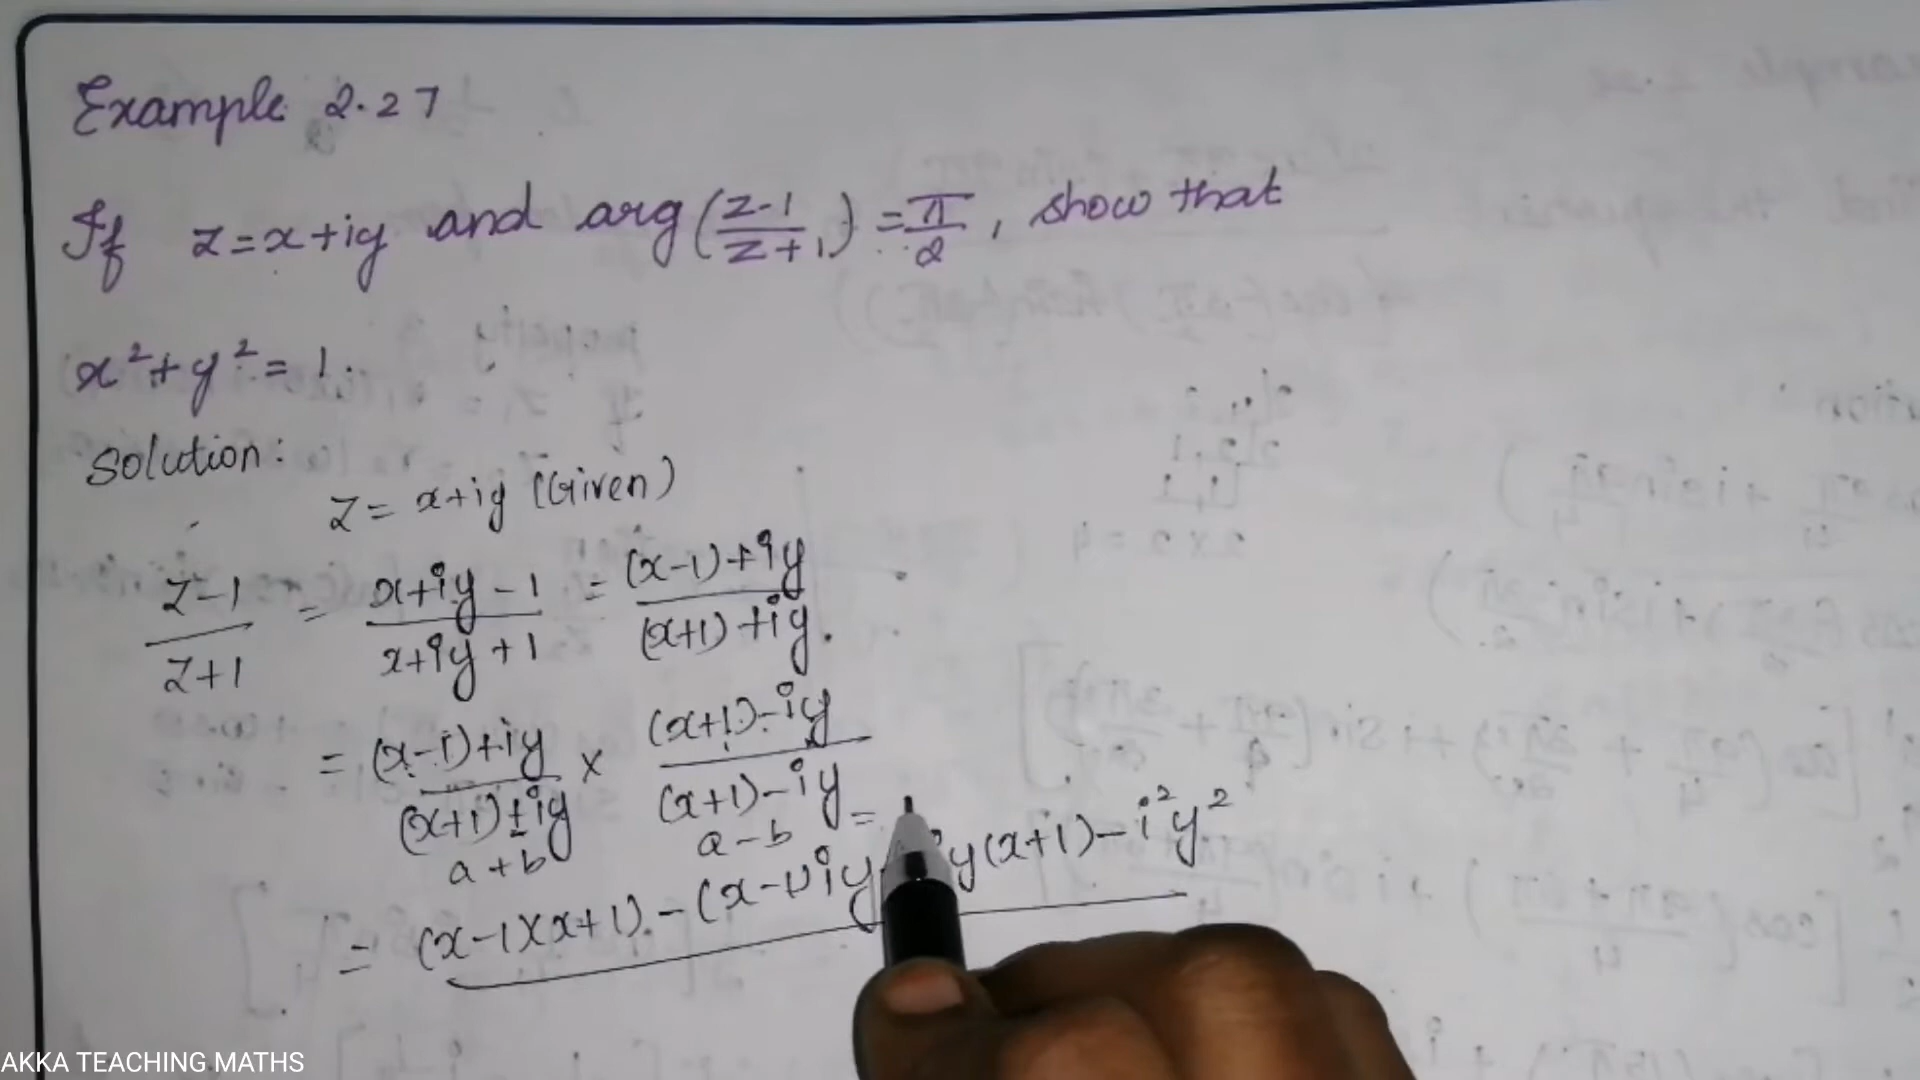 Example 2.27
If z=x+iy and arg(z-1/z+1)=π/2, show that
x²+y²=1.
Solution:
z=x+iy (Given)
z-1/z+1 = x+iy-1/x+iy+1 = (x-1)+iy/(x+1)+iy.
= (x-1)+iy/(x+1)+iy × (x+1)-iy/(x+1)-iy =
a+b a-b
= (x-1)(x+1)-(x-1)iy y(x+1)-i²y²
AKKA TEACHING MATHS